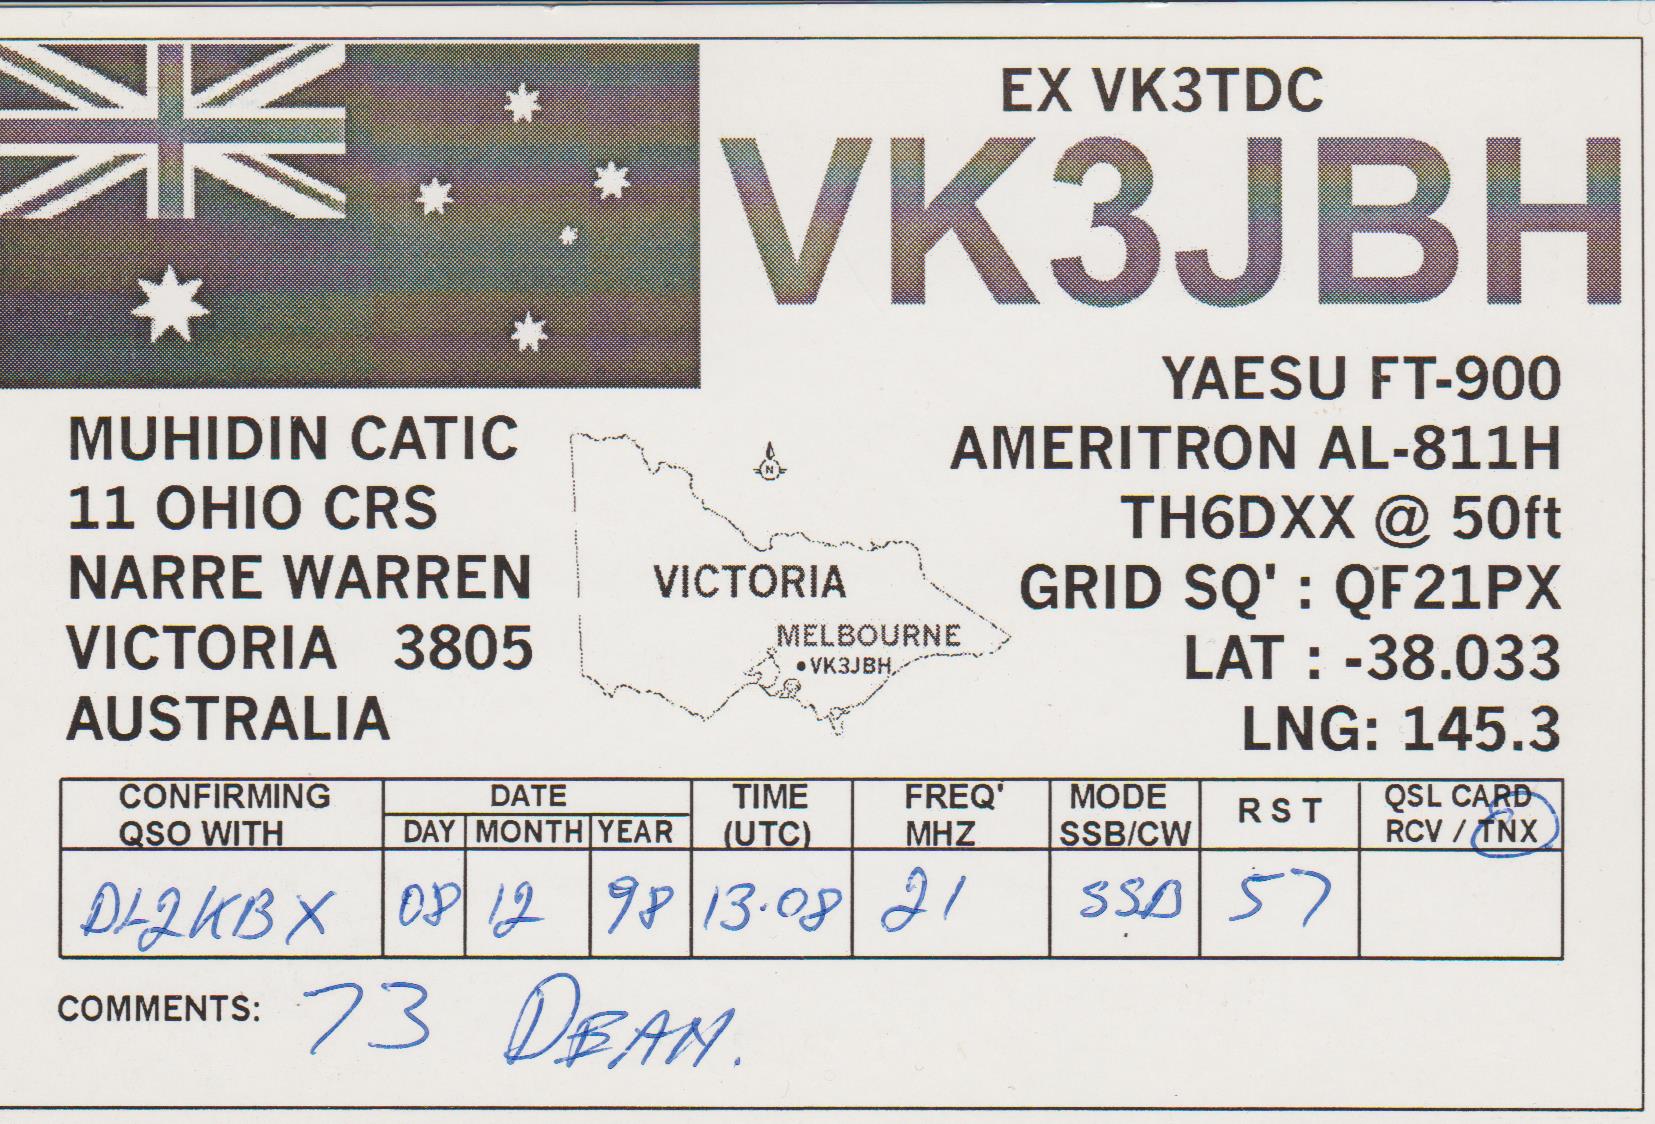 EX VK3TDC
VK3JBH
YAESU FT-900
AMERITRON AL-811H
TH6DXX @ 50ft
GRID SQ' : QF21PX
LAT : -38.033
LNG: 145.3
MUHIDIN CATIC
11 OHIO CRS
NARRE WARREN
VICTORIA 3805
AUSTRALIA
N
VICTORIA
MELBOURNE
•VK3JBH
CONFIRMING QSO WITH
DATE
DAY MONTH YEAR
TIME (UTC)
FREQ' MHZ
MODE SSB/CW
R S T
QSL CARD RCV / TNX
DL2KBX 08 12 98 13.08 21 SSB 57
COMMENTS: 73 DEAN.